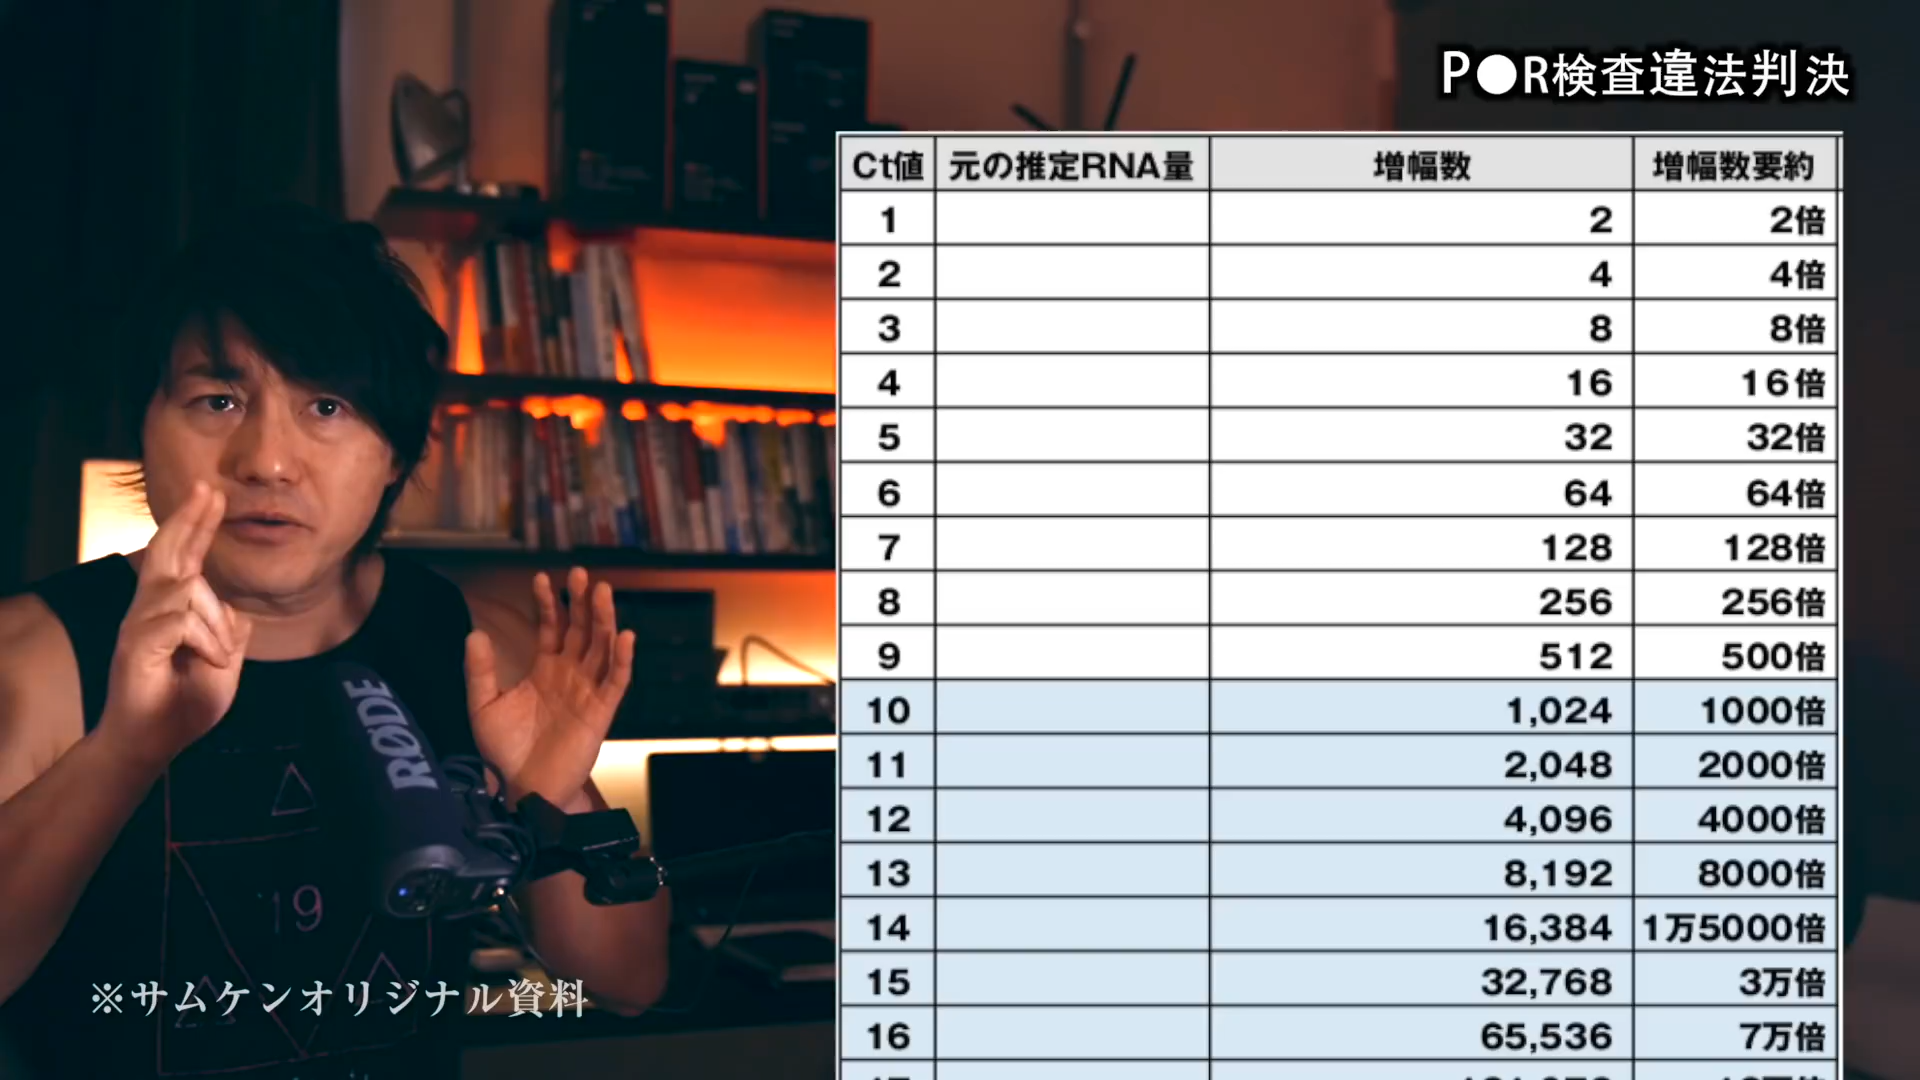 P●R検査違法判決
Ct値 元の推定RNA量 増幅数 増幅数要約
1 2 2倍
2 4 4倍
3 8 8倍
4 16 16倍
5 32 32倍
6 64 64倍
7 128 128倍
8 256 256倍
9 512 500倍
10 1,024 1000倍
11 2,048 2000倍
12 4,096 4000倍
13 8,192 8000倍
14 16,384 1万5000倍
15 32,768 3万倍
16 65,536 7万倍
RØDE
19
※サムケンオリジナル資料